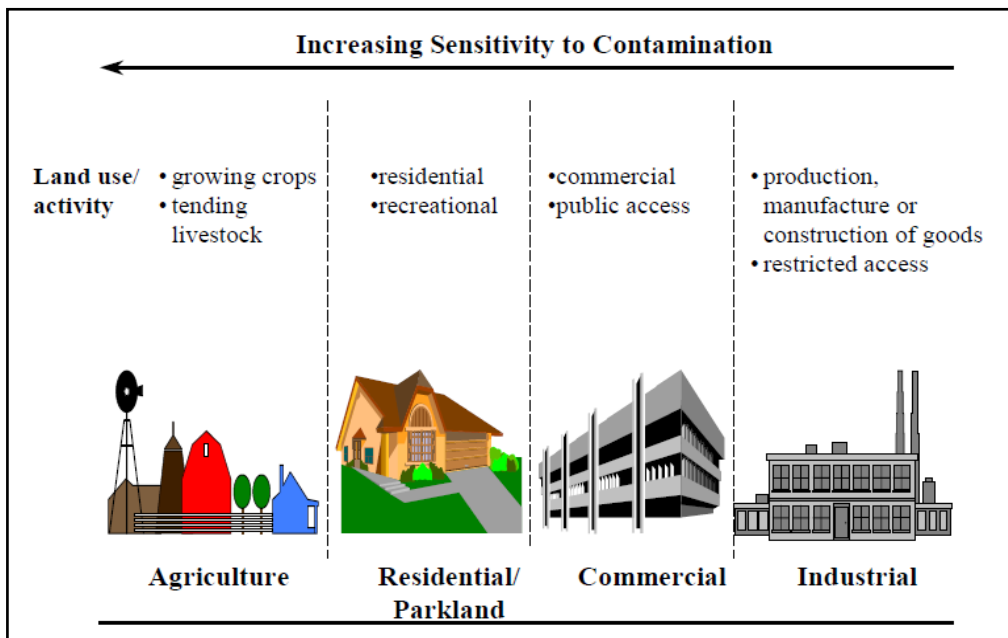 Increasing Sensitivity to Contamination
Land use/
activity
• growing crops
• tending
livestock
•residential
•recreational
•commercial
•public access
• production,
manufacture or
construction of goods
• restricted access
Agriculture
Residential/
Parkland
Commercial
Industrial